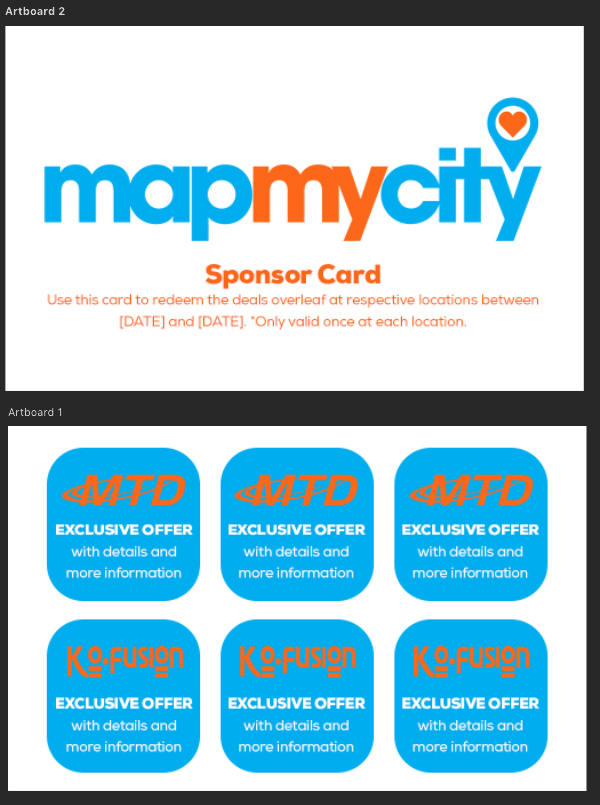 Artboard 2
mapmycity
Sponsor Card
Use this card to redeem the deals overleaf at respective locations between
[DATE] and [DATE]. *Only valid once at each location.
Artboard 1
MTD MTD MTD
EXCLUSIVE OFFER EXCLUSIVE OFFER EXCLUSIVE OFFER
with details and with details and with details and
more information more information more information
KO.FUSION KO.FUSION KO.FUSION
EXCLUSIVE OFFER EXCLUSIVE OFFER EXCLUSIVE OFFER
with details and with details and with details and
more information more information more information